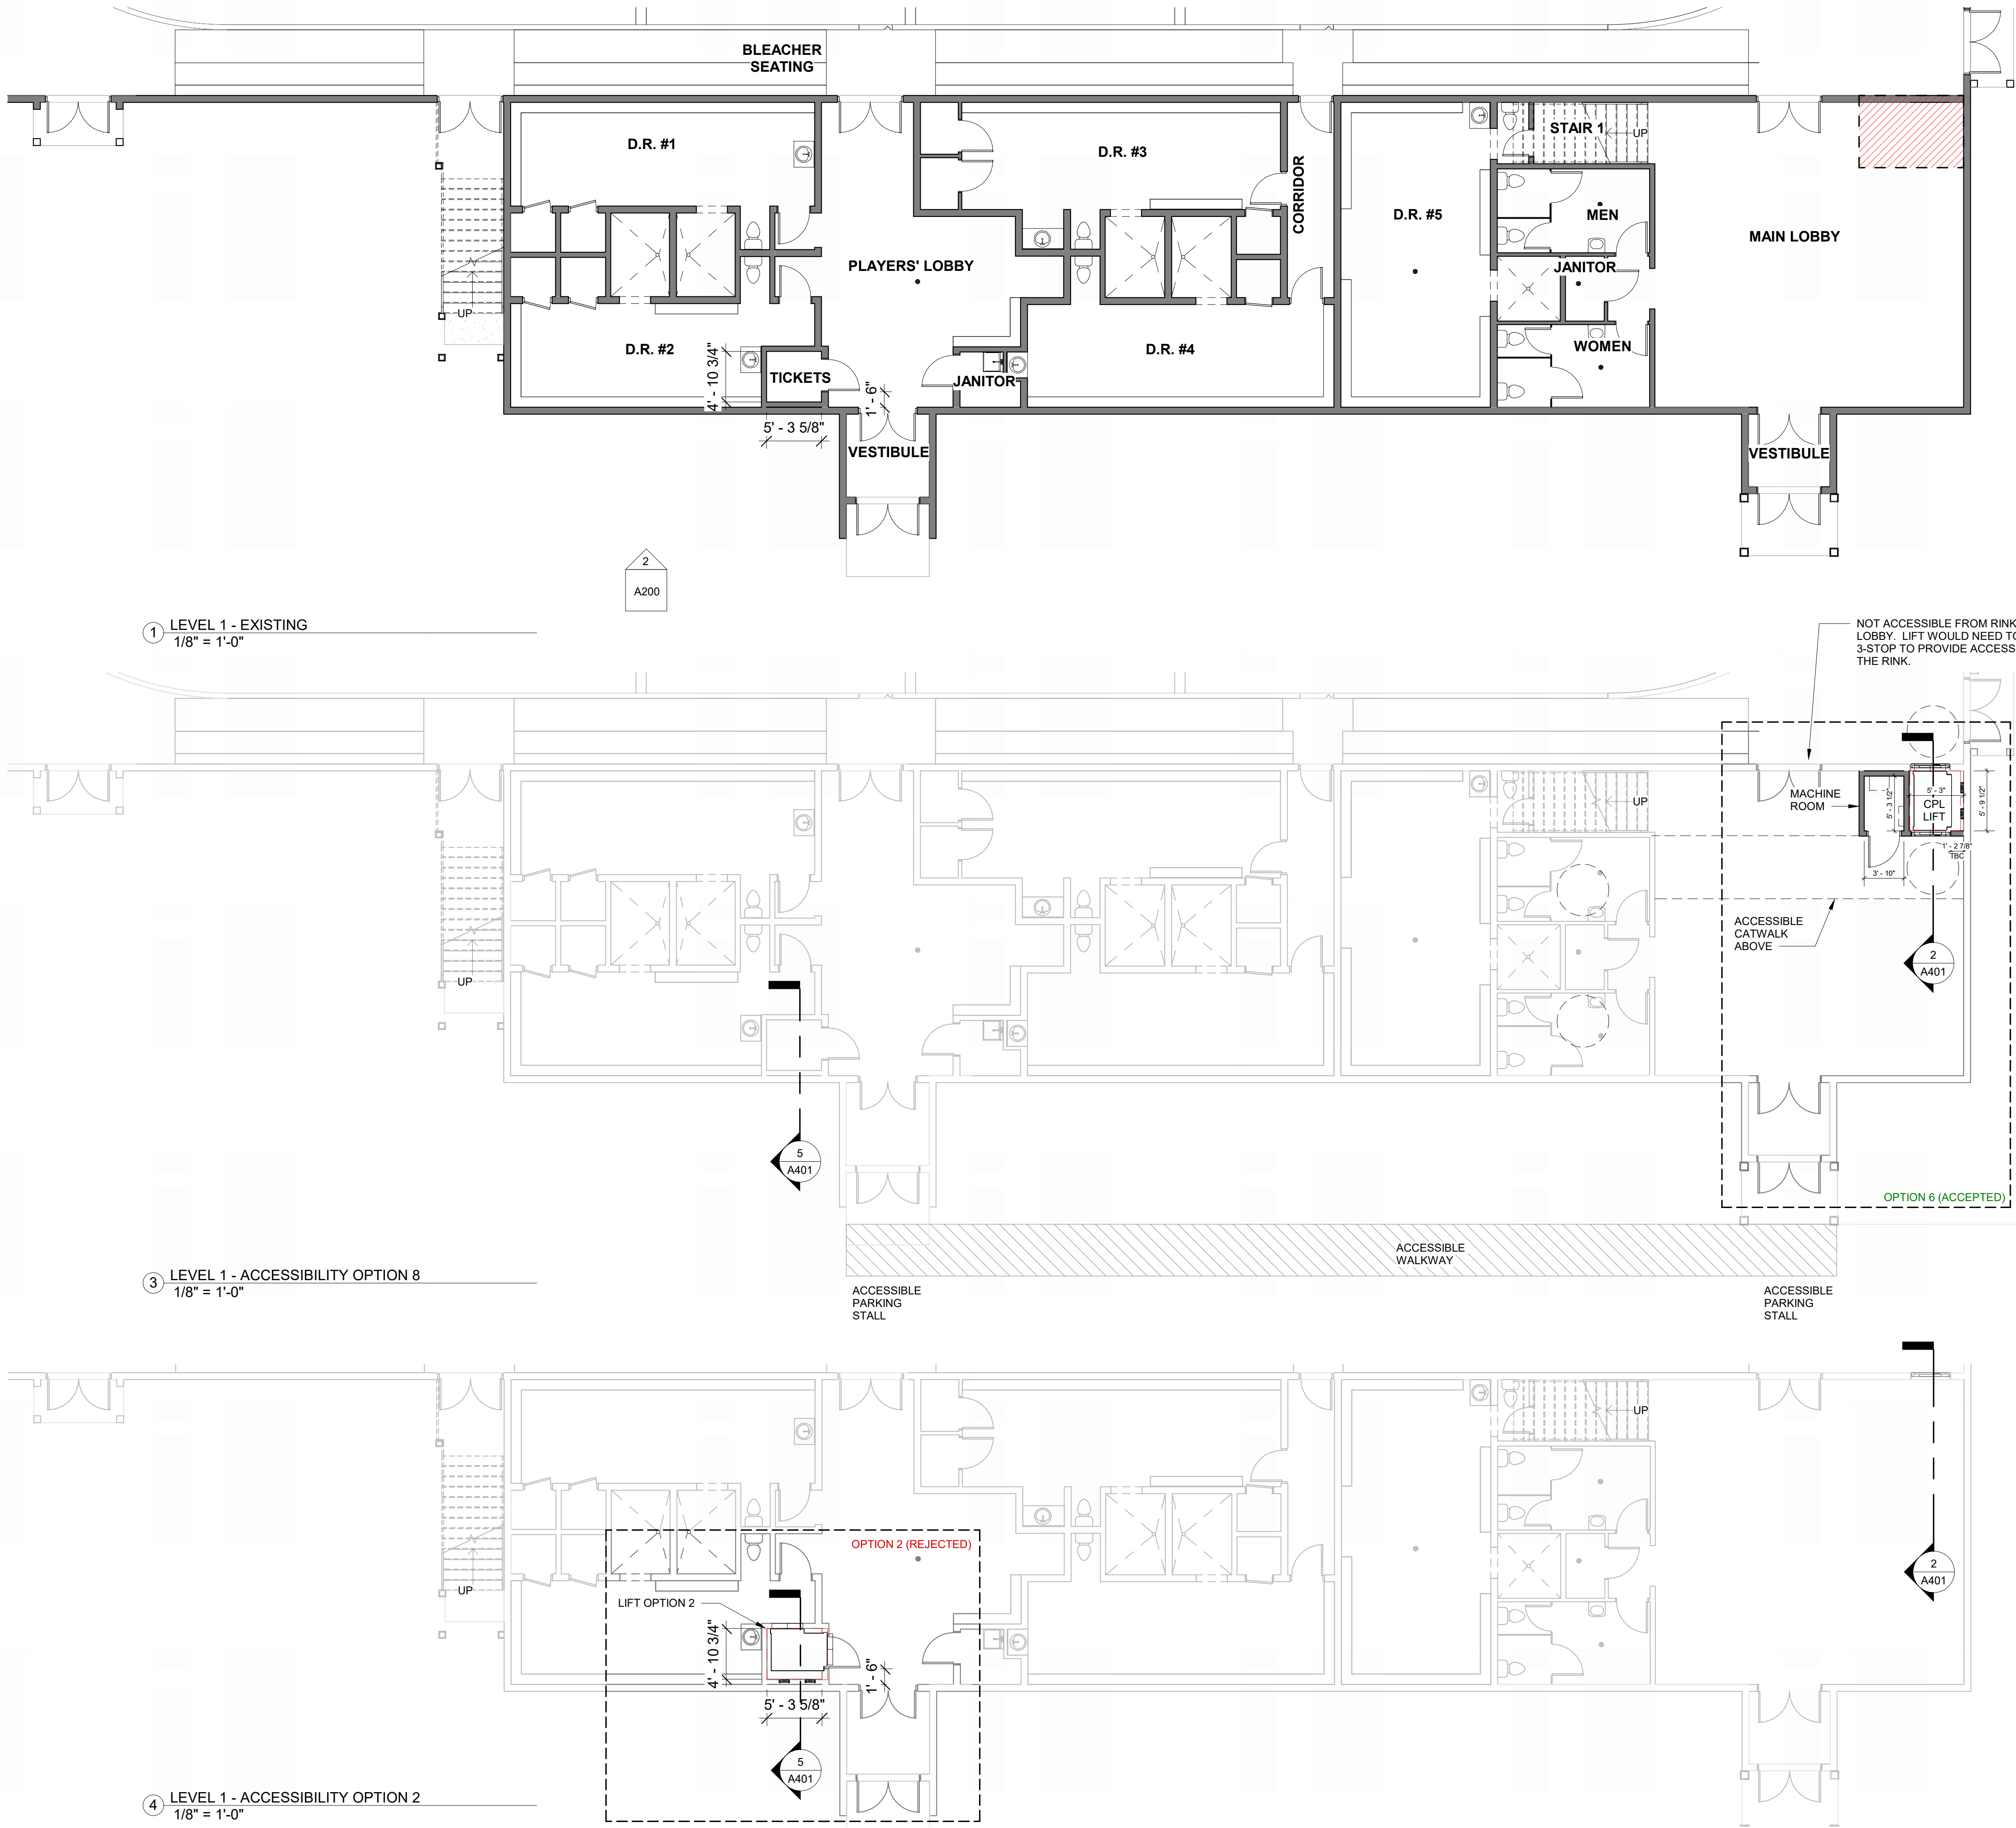 BLEACHER
SEATING
D.R. #1
D.R. #3
CORRIDOR
STAIR 1
UP
D.R. #5
MEN
JANITOR
WOMEN
MAIN LOBBY
PLAYERS' LOBBY
UP
D.R. #2
4' - 10 3/4"
TICKETS
5' - 3 5/8"
1' - 6"
JANITOR
D.R. #4
VESTIBULE
VESTIBULE
2
A200
1
LEVEL 1 - EXISTING
1/8" = 1'-0"
NOT ACCESSIBLE FROM RINK
LOBBY. LIFT WOULD NEED TO
3-STOP TO PROVIDE ACCESS
THE RINK.
UP
MACHINE
ROOM
5' - 3 1/2"
5' - 3"
CPL
LIFT
5' - 9 1/2"
1' - 2 7/8"
TBC
3' - 10"
ACCESSIBLE
CATWALK
ABOVE
2
A401
UP
5
A401
OPTION 6 (ACCEPTED)
ACCESSIBLE
WALKWAY
3
LEVEL 1 - ACCESSIBILITY OPTION 8
1/8" = 1'-0"
ACCESSIBLE
PARKING
STALL
ACCESSIBLE
PARKING
STALL
UP
OPTION 2 (REJECTED)
2
A401
UP
LIFT OPTION 2
4' - 10 3/4"
1' - 6"
5' - 3 5/8"
5
A401
4
LEVEL 1 - ACCESSIBILITY OPTION 2
1/8" = 1'-0"